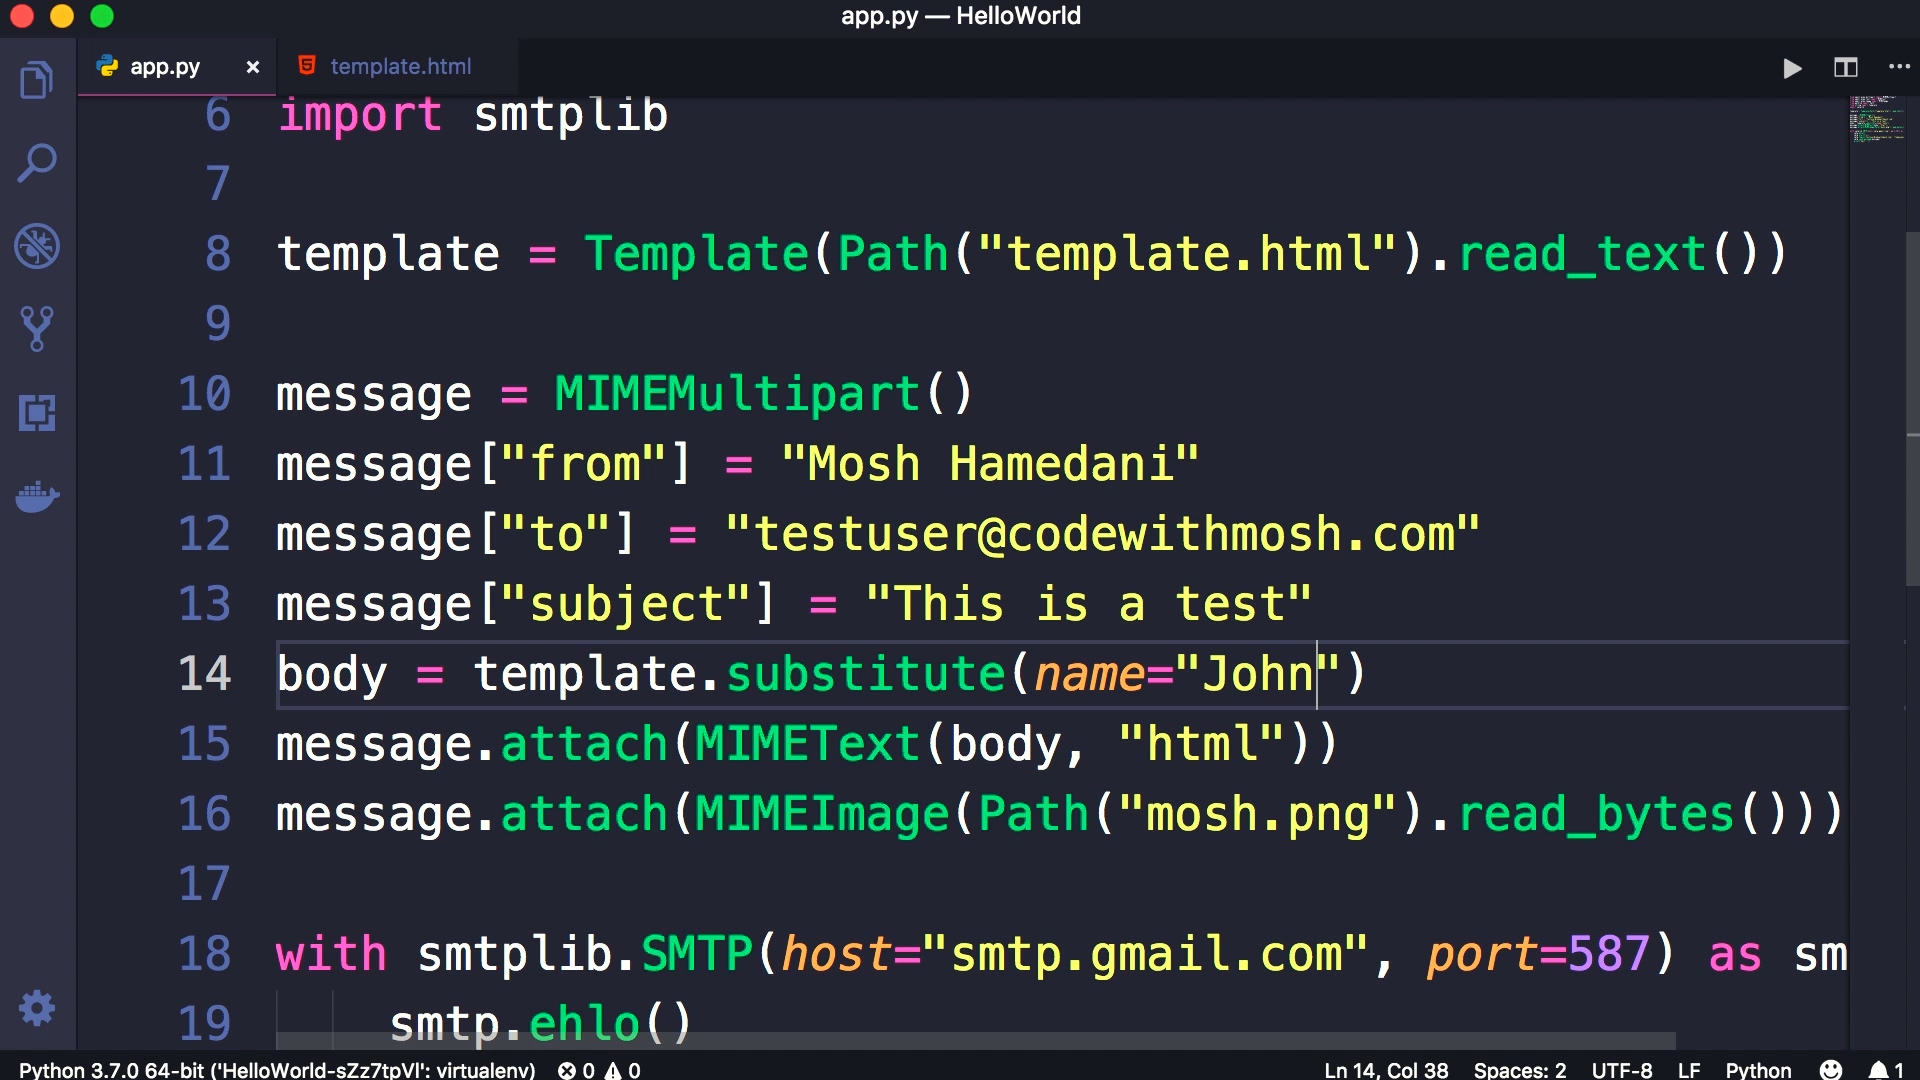 app.py — HelloWorld
app.py × template.html
6 import smtplib
7
8 template = Template(Path("template.html").read_text())
9
10 message = MIMEMultipart()
11 message["from"] = "Mosh Hamedani"
12 message["to"] = "testuser@codewithmosh.com"
13 message["subject"] = "This is a test"
14 body = template.substitute(name="John")
15 message.attach(MIMEText(body, "html"))
16 message.attach(MIMEImage(Path("mosh.png").read_bytes()))
17
18 with smtplib.SMTP(host="smtp.gmail.com", port=587) as sm
19 smtp.ehlo()
Python 3.7.0 64-bit ('HelloWorld-sZz7tpVl': virtualenv) 0 0 Ln 14, Col 38 Spaces: 2 UTF-8 LF Python 1